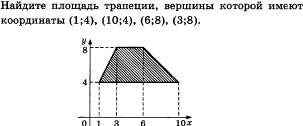 Найдите площадь трапеции, вершины которой имеют
координаты (1;4), (10;4), (6;8), (3;8).
y
8
4
0 1 3 6 10 x